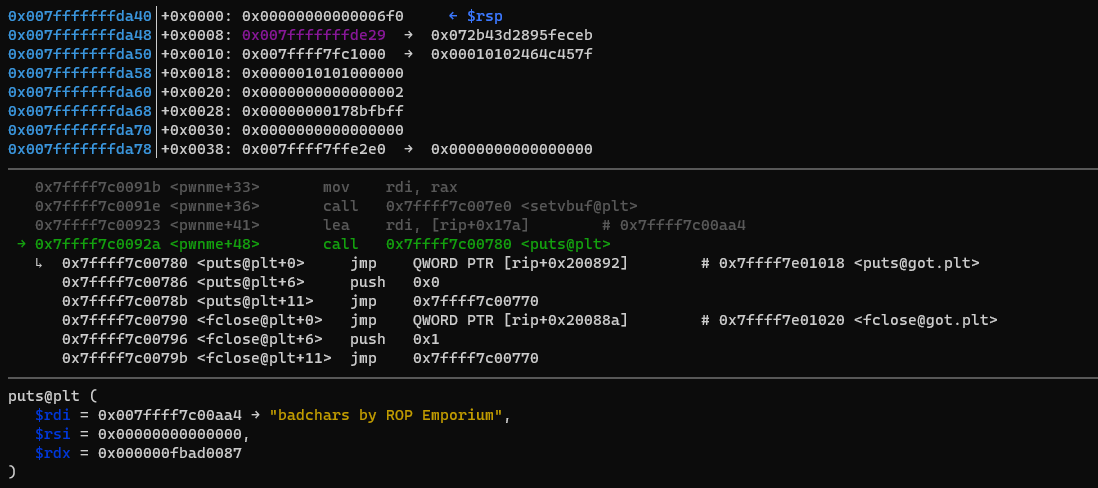 0x007fffffffda40│+0x0000: 0x00000000000006f0     ← $rsp
0x007fffffffda48│+0x0008: 0x007fffffffde29  →  0x072b43d2895feceb
0x007fffffffda50│+0x0010: 0x007ffff7fc1000  →  0x00010102464c457f
0x007fffffffda58│+0x0018: 0x0000010101000000
0x007fffffffda60│+0x0020: 0x0000000000000002
0x007fffffffda68│+0x0028: 0x00000000178bfbff
0x007fffffffda70│+0x0030: 0x0000000000000000
0x007fffffffda78│+0x0038: 0x007ffff7ffe2e0  →  0x0000000000000000
0x7ffff7c0091b <pwnme+33>       mov    rdi, rax
0x7ffff7c0091e <pwnme+36>       call   0x7ffff7c007e0 <setvbuf@plt>
0x7ffff7c00923 <pwnme+41>       lea    rdi, [rip+0x17a]        # 0x7ffff7c00aa4
→ 0x7ffff7c0092a <pwnme+48>       call   0x7ffff7c00780 <puts@plt>
↳  0x7ffff7c00780 <puts@plt+0>     jmp    QWORD PTR [rip+0x200892]        # 0x7ffff7e01018 <puts@got.plt>
0x7ffff7c00786 <puts@plt+6>     push   0x0
0x7ffff7c0078b <puts@plt+11>    jmp    0x7ffff7c00770
0x7ffff7c00790 <fclose@plt+0>   jmp    QWORD PTR [rip+0x20088a]        # 0x7ffff7e01020 <fclose@got.plt>
0x7ffff7c00796 <fclose@plt+6>   push   0x1
0x7ffff7c0079b <fclose@plt+11>  jmp    0x7ffff7c00770
puts@plt (
$rdi = 0x007ffff7c00aa4 → "badchars by ROP Emporium",
$rsi = 0x00000000000000,
$rdx = 0x000000fbad0087
)